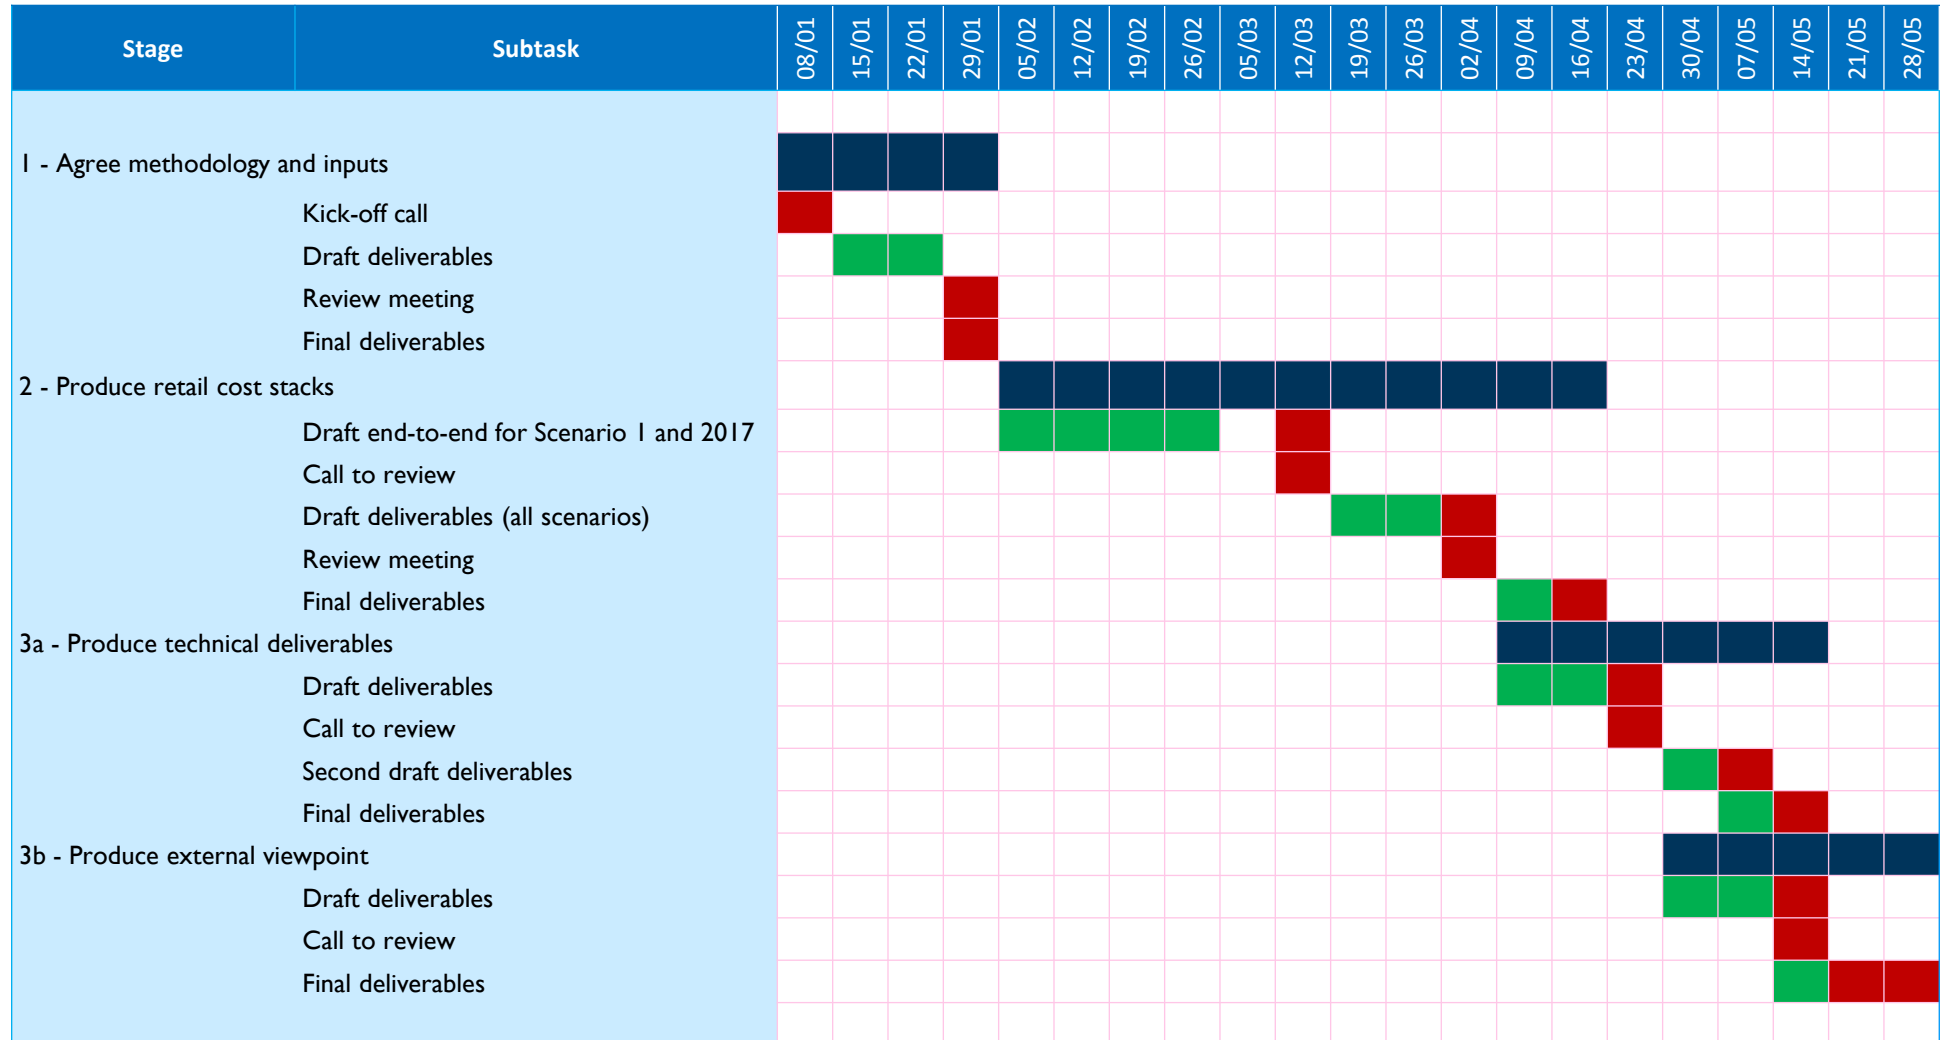 Stage Subtask 08/01 15/01 22/01 29/01 05/02 12/02 19/02 26/02 05/03 12/03 19/03 26/03 02/04 09/04 16/04 23/04 30/04 07/05 14/05 21/05 28/05
1 - Agree methodology and inputs
Kick-off call
Draft deliverables
Review meeting
Final deliverables
2 - Produce retail cost stacks
Draft end-to-end for Scenario 1 and 2017
Call to review
Draft deliverables (all scenarios)
Review meeting
Final deliverables
3a - Produce technical deliverables
Draft deliverables
Call to review
Second draft deliverables
Final deliverables
3b - Produce external viewpoint
Draft deliverables
Call to review
Final deliverables